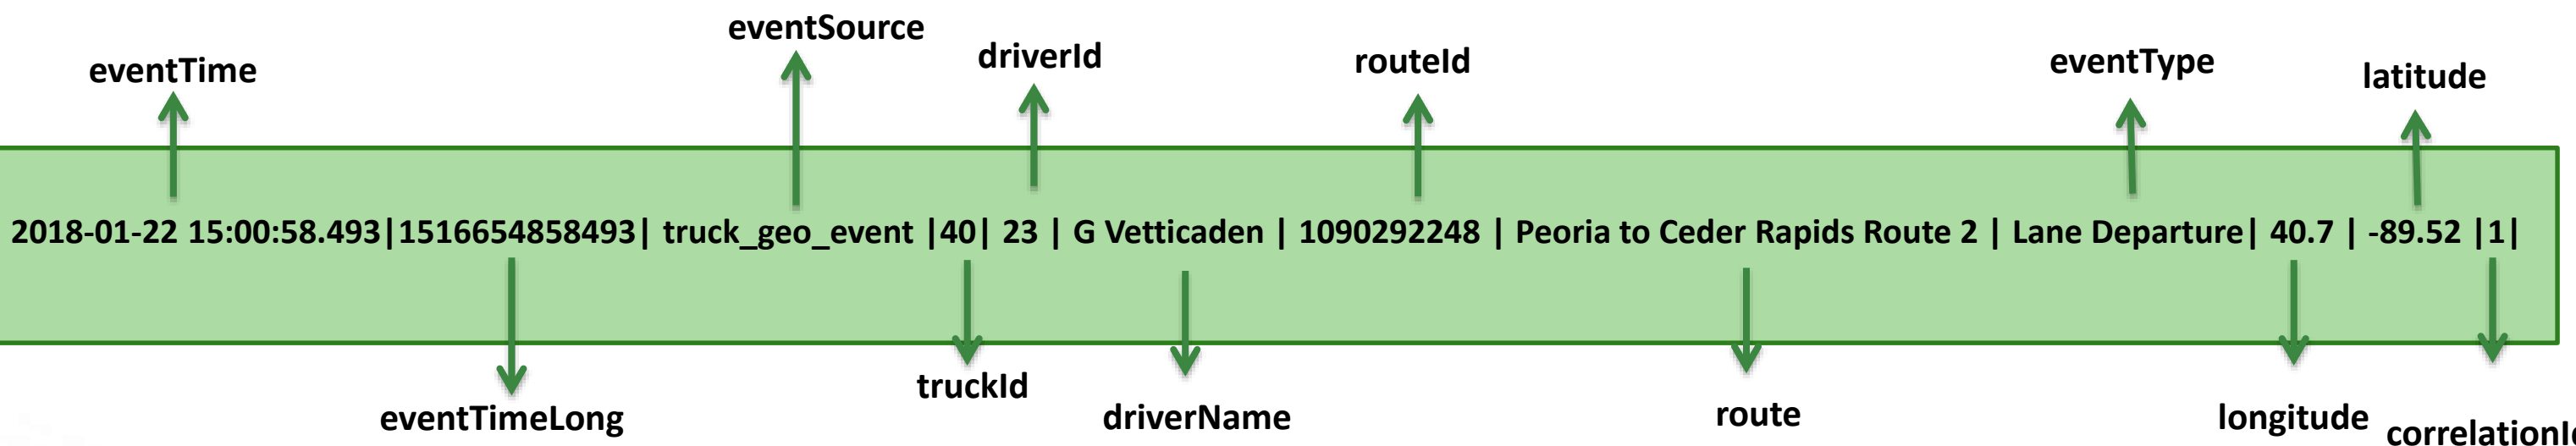 eventSource
driverId
routeId
eventType
eventTime
latitude
2018-01-22 15:00:58.493|1516654858493| truck_geo_event |40| 23 | G Vetticaden | 1090292248 | Peoria to Ceder Rapids Route 2 | Lane Departure| 40.7 | -89.52 |1|
truckId
eventTimeLong
driverName
route
longitude